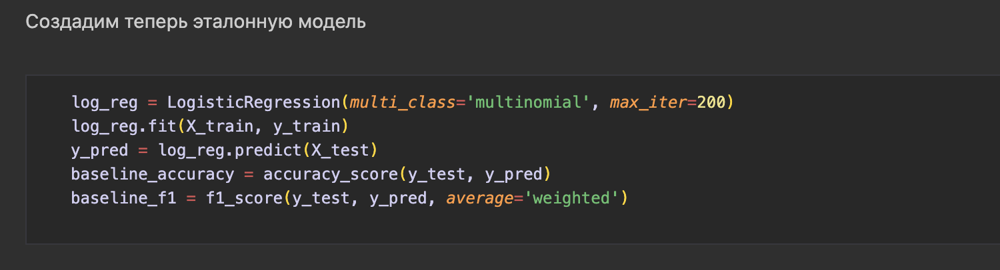 Создадим теперь эталонную модель
log_reg = LogisticRegression(multi_class='multinomial', max_iter=200)
log_reg.fit(X_train, y_train)
y_pred = log_reg.predict(X_test)
baseline_accuracy = accuracy_score(y_test, y_pred)
baseline_f1 = f1_score(y_test, y_pred, average='weighted')